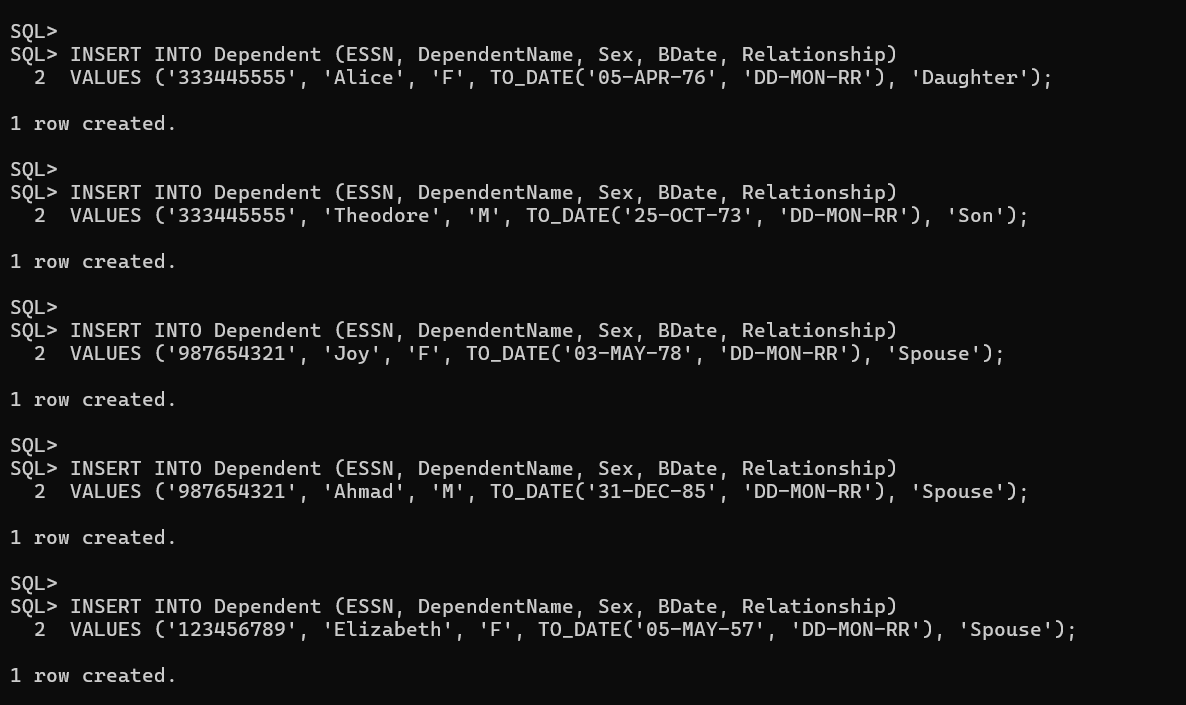 SQL>
SQL> INSERT INTO Dependent (ESSN, DependentName, Sex, BDate, Relationship)
  2  VALUES ('333445555', 'Alice', 'F', TO_DATE('05-APR-76', 'DD-MON-RR'), 'Daughter');
1 row created.
SQL>
SQL> INSERT INTO Dependent (ESSN, DependentName, Sex, BDate, Relationship)
  2  VALUES ('333445555', 'Theodore', 'M', TO_DATE('25-OCT-73', 'DD-MON-RR'), 'Son');
1 row created.
SQL>
SQL> INSERT INTO Dependent (ESSN, DependentName, Sex, BDate, Relationship)
  2  VALUES ('987654321', 'Joy', 'F', TO_DATE('03-MAY-78', 'DD-MON-RR'), 'Spouse');
1 row created.
SQL>
SQL> INSERT INTO Dependent (ESSN, DependentName, Sex, BDate, Relationship)
  2  VALUES ('987654321', 'Ahmad', 'M', TO_DATE('31-DEC-85', 'DD-MON-RR'), 'Spouse');
1 row created.
SQL>
SQL> INSERT INTO Dependent (ESSN, DependentName, Sex, BDate, Relationship)
  2  VALUES ('123456789', 'Elizabeth', 'F', TO_DATE('05-MAY-57', 'DD-MON-RR'), 'Spouse');
1 row created.